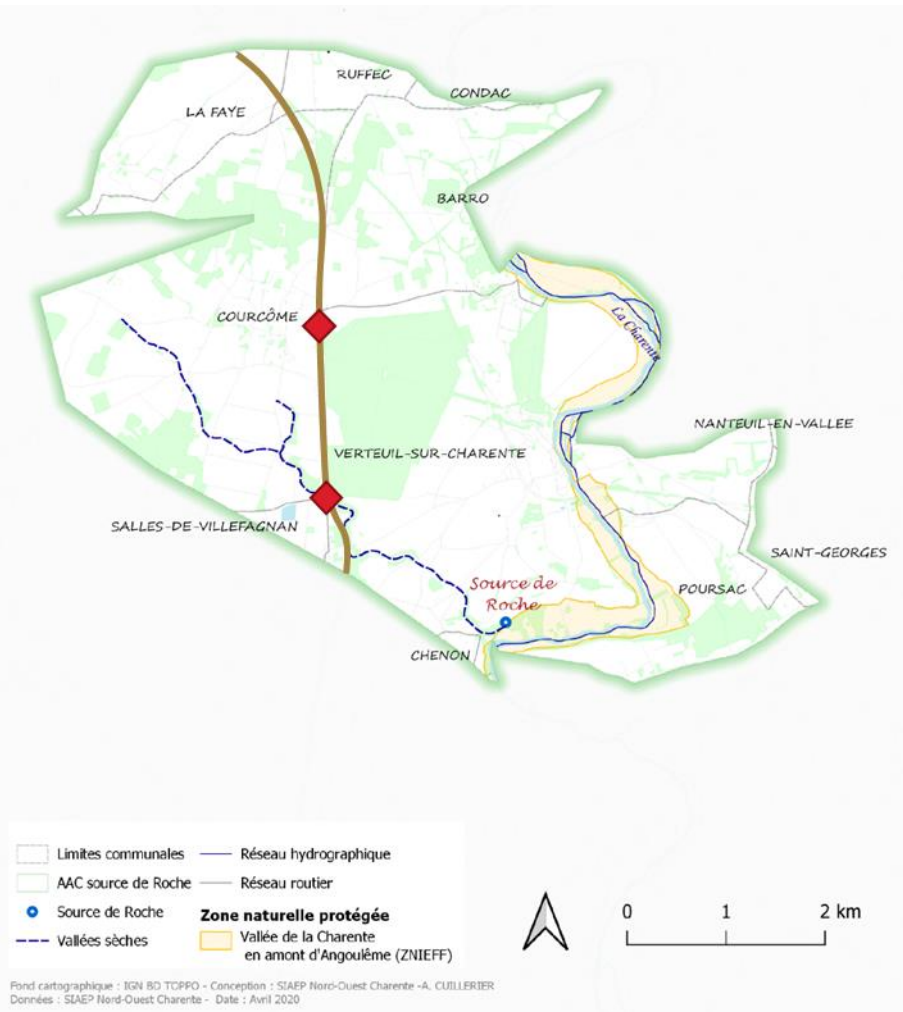 RUFFEC
CONDAC
LA FAYE
BARRO
COURCÔME
La Charente
NANTEUIL-EN-VALLEE
VERTEUIL-SUR-CHARENTE
SALLES-DE-VILLEFAGNAN
SAINT-GEORGES
Source de
Roche
POURSAC
CHENON
Limites communales
Réseau hydrographique
AAC source de Roche
Réseau routier
Source de Roche
Zone naturelle protégée
Vallées sèches
Vallée de la Charente
en amont d'Angoulême (ZNIEFF)
0 1 2 km
Fond cartographique : IGN BD TOPPO - Conception : SIAEP Nord-Ouest Charente -A. CUILLERIER
Données : SIAEP Nord-Ouest Charente - Date : Avril 2020